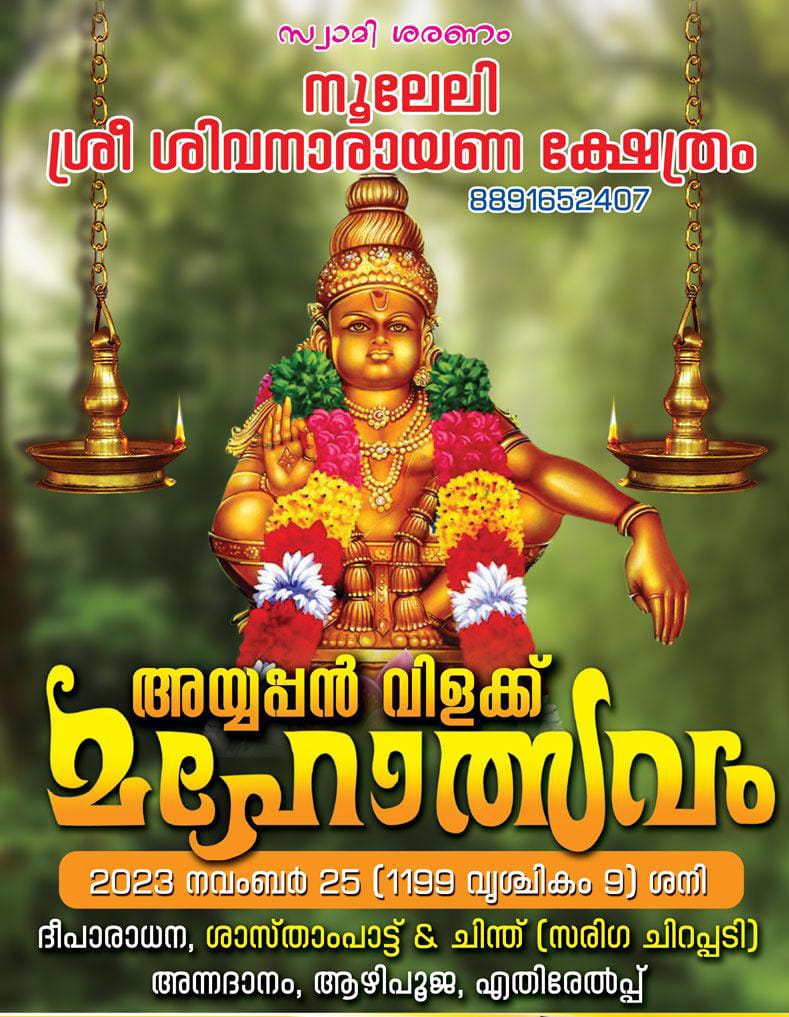 സ്വാമി ശരണം
നൂലേലി
ശ്രീ ശിവനാരായണ ക്ഷേത്രം
8891652407
അയ്യപ്പൻ വിളക്ക്
മഹോത്സവം
2023 നവംബർ 25 (1199 വൃശ്ചികം 9) ശനി
ദീപാരാധന, ശാസ്താംപാട്ട് & ചിന്ത് (സരിഗ ചിറപ്പടി)
അന്നദാനം, ആഴിപൂജ, എതിരേൽപ്പ്